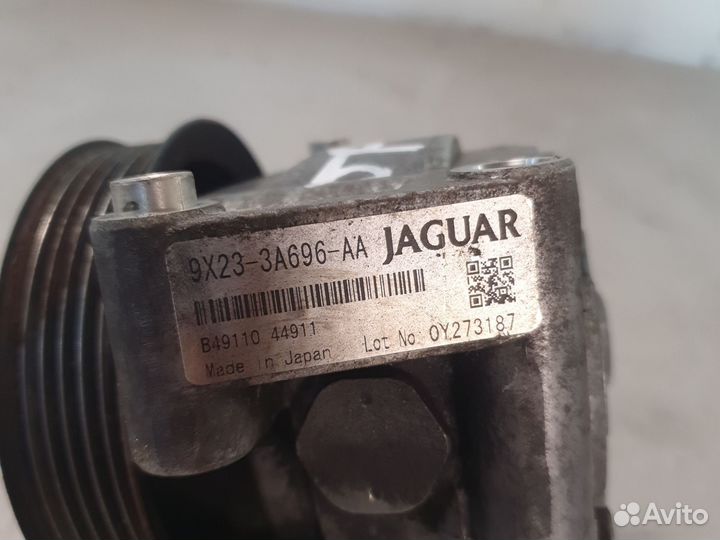 9X23-3A696-AA JAGUAR
B49110 44911 Lot No. 0Y273187
Made in Japan
Avito